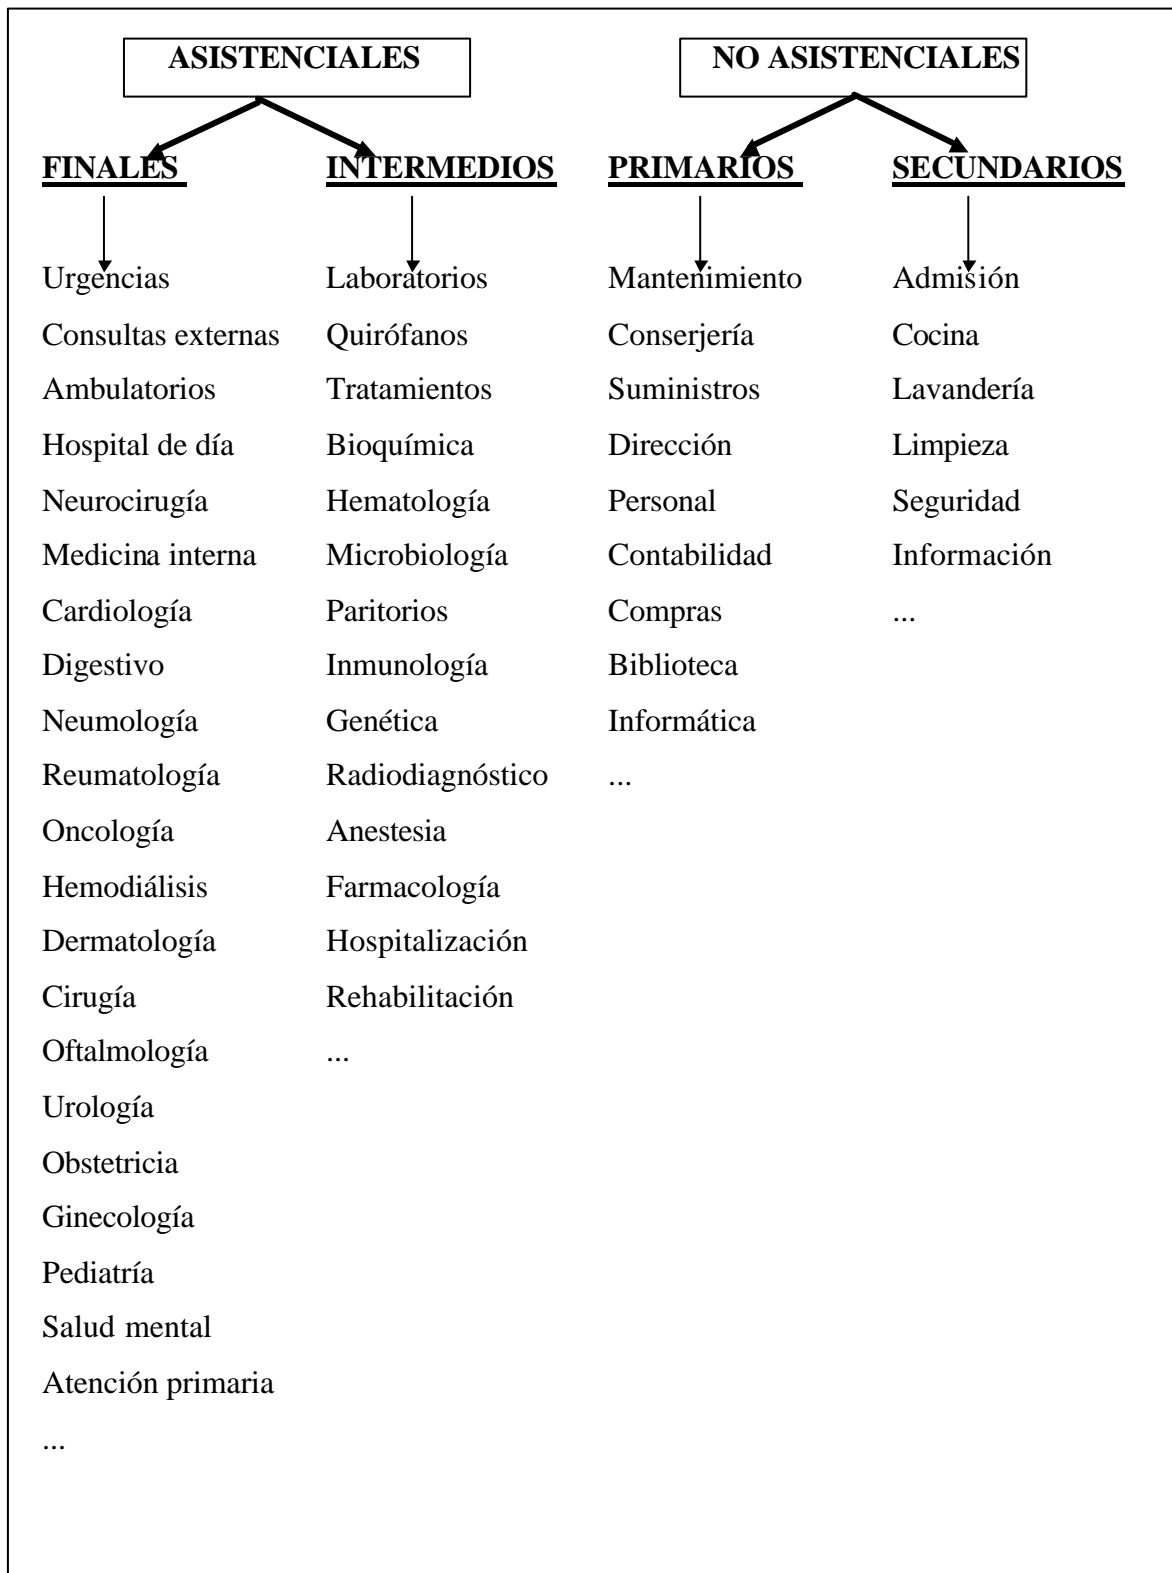 ASISTENCIALES NO ASISTENCIALES
FINALES INTERMEDIOS PRIMARIOS SECUNDARIOS
Urgencias Laboratorios Mantenimiento Admisión
Consultas externas Quirófanos Conserjería Cocina
Ambulatorios Tratamientos Suministros Lavandería
Hospital de día Bioquímica Dirección Limpieza
Neurocirugía Hematología Personal Seguridad
Medicina interna Microbiología Contabilidad Información
Cardiología Paritorios Compras ...
Digestivo Inmunología Biblioteca
Neumología Genética Informática
Reumatología Radiodiagnóstico ...
Oncología Anestesia
Hemodiálisis Farmacología
Dermatología Hospitalización
Cirugía Rehabilitación
Oftalmología ...
Urología
Obstetricia
Ginecología
Pediatría
Salud mental
Atención primaria
...